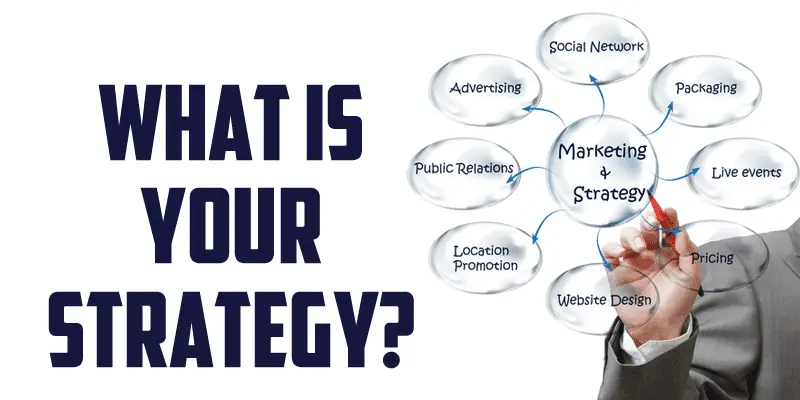 WHAT IS
YOUR
STRATEGY?
Social Network
Advertising
Packaging
Marketing
&
Strategy
Public Relations
Live events
Location
Promotion
Pricing
Website Design